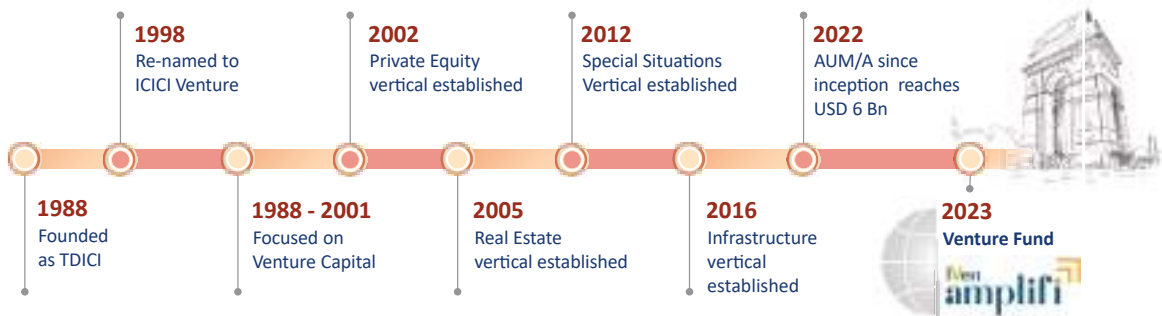 1998
Re-named to
ICICI Venture
2002
Private Equity
vertical established
2012
Special Situations
Vertical established
2022
AUM/A since
inception reaches
USD 6 Bn
1988
Founded
as TDICI
1988 - 2001
Focused on
Venture Capital
2005
Real Estate
vertical established
2016
Infrastructure
vertical
established
2023
Venture Fund
iVen
amplifi